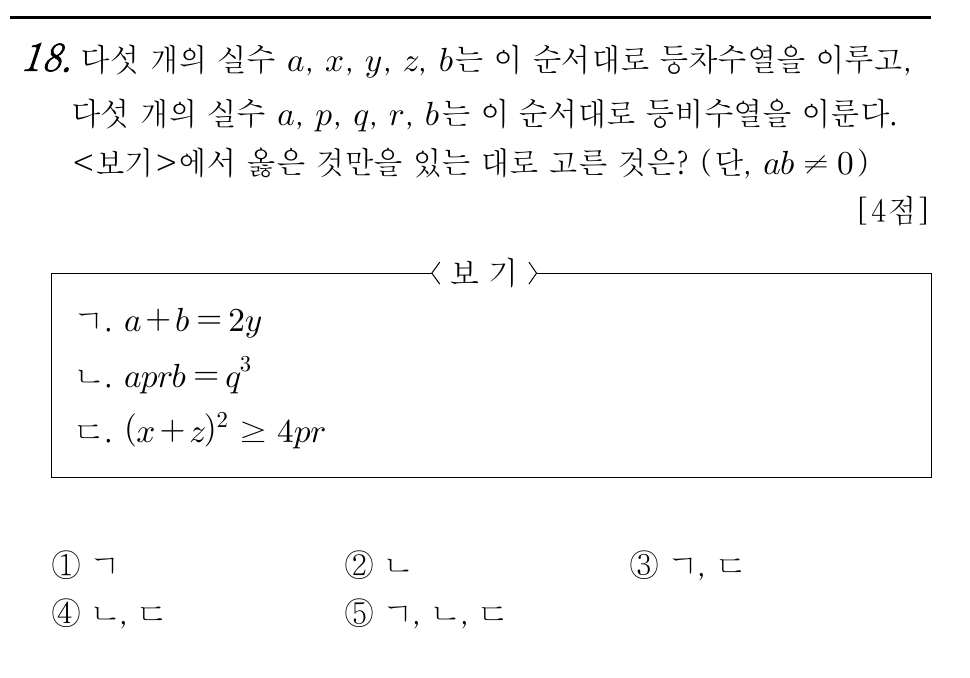 18. 다섯 개의 실수 a, x, y, z, b는 이 순서대로 등차수열을 이루고,
다섯 개의 실수 a, p, q, r, b는 이 순서대로 등비수열을 이룬다.
<보기>에서 옳은 것만을 있는 대로 고른 것은? (단, ab ≠ 0)
[4점]
〈 보 기 〉
ㄱ. a+b = 2y
ㄴ. aprb = q³
ㄷ. (x+z)² ≥ 4pr
① ㄱ ② ㄴ ③ ㄱ, ㄷ
④ ㄴ, ㄷ ⑤ ㄱ, ㄴ, ㄷ